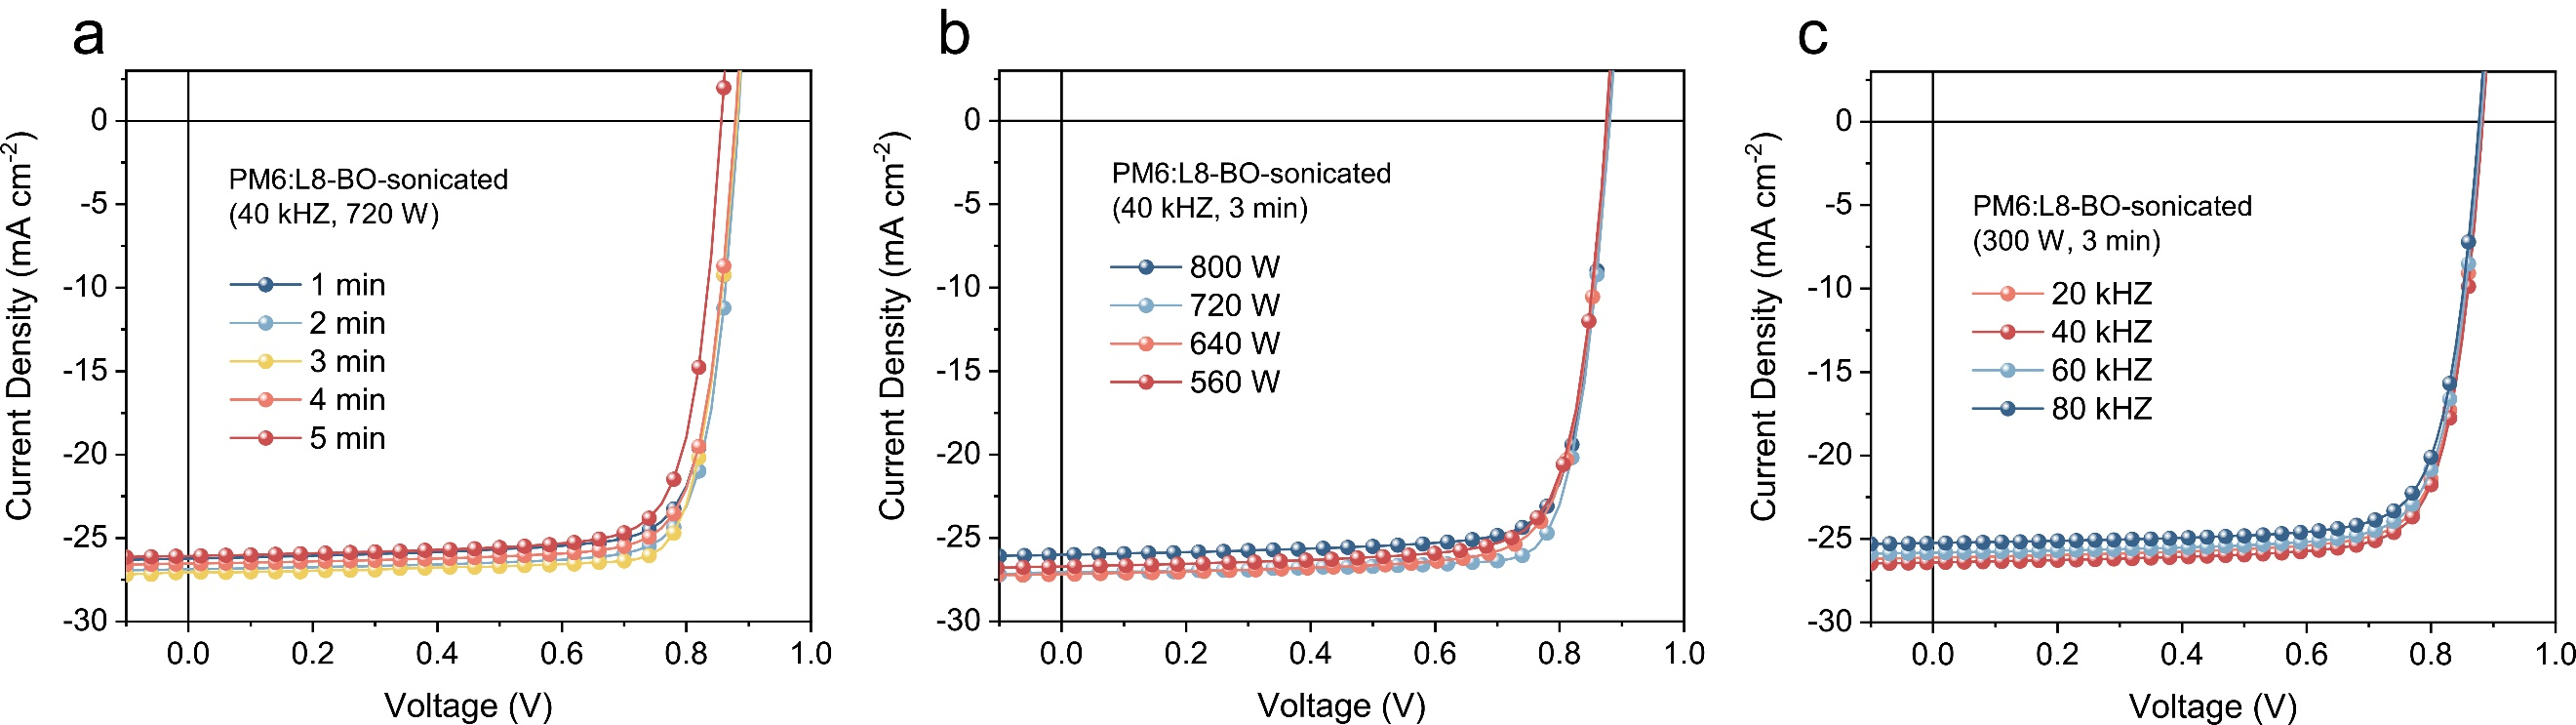 a
Current Density (mA cm-2)
0
-5
-10
-15
-20
-25
-30
PM6:L8-BO-sonicated
(40 kHZ, 720 W)
1 min
2 min
3 min
4 min
5 min
0.0 0.2 0.4 0.6 0.8 1.0
Voltage (V)
b
Current Density (mA cm-2)
0
-5
-10
-15
-20
-25
-30
PM6:L8-BO-sonicated
(40 kHZ, 3 min)
800 W
720 W
640 W
560 W
0.0 0.2 0.4 0.6 0.8 1.0
Voltage (V)
c
Current Density (mA cm-2)
0
-5
-10
-15
-20
-25
-30
PM6:L8-BO-sonicated
(300 W, 3 min)
20 kHZ
40 kHZ
60 kHZ
80 kHZ
0.0 0.2 0.4 0.6 0.8 1.0
Voltage (V)